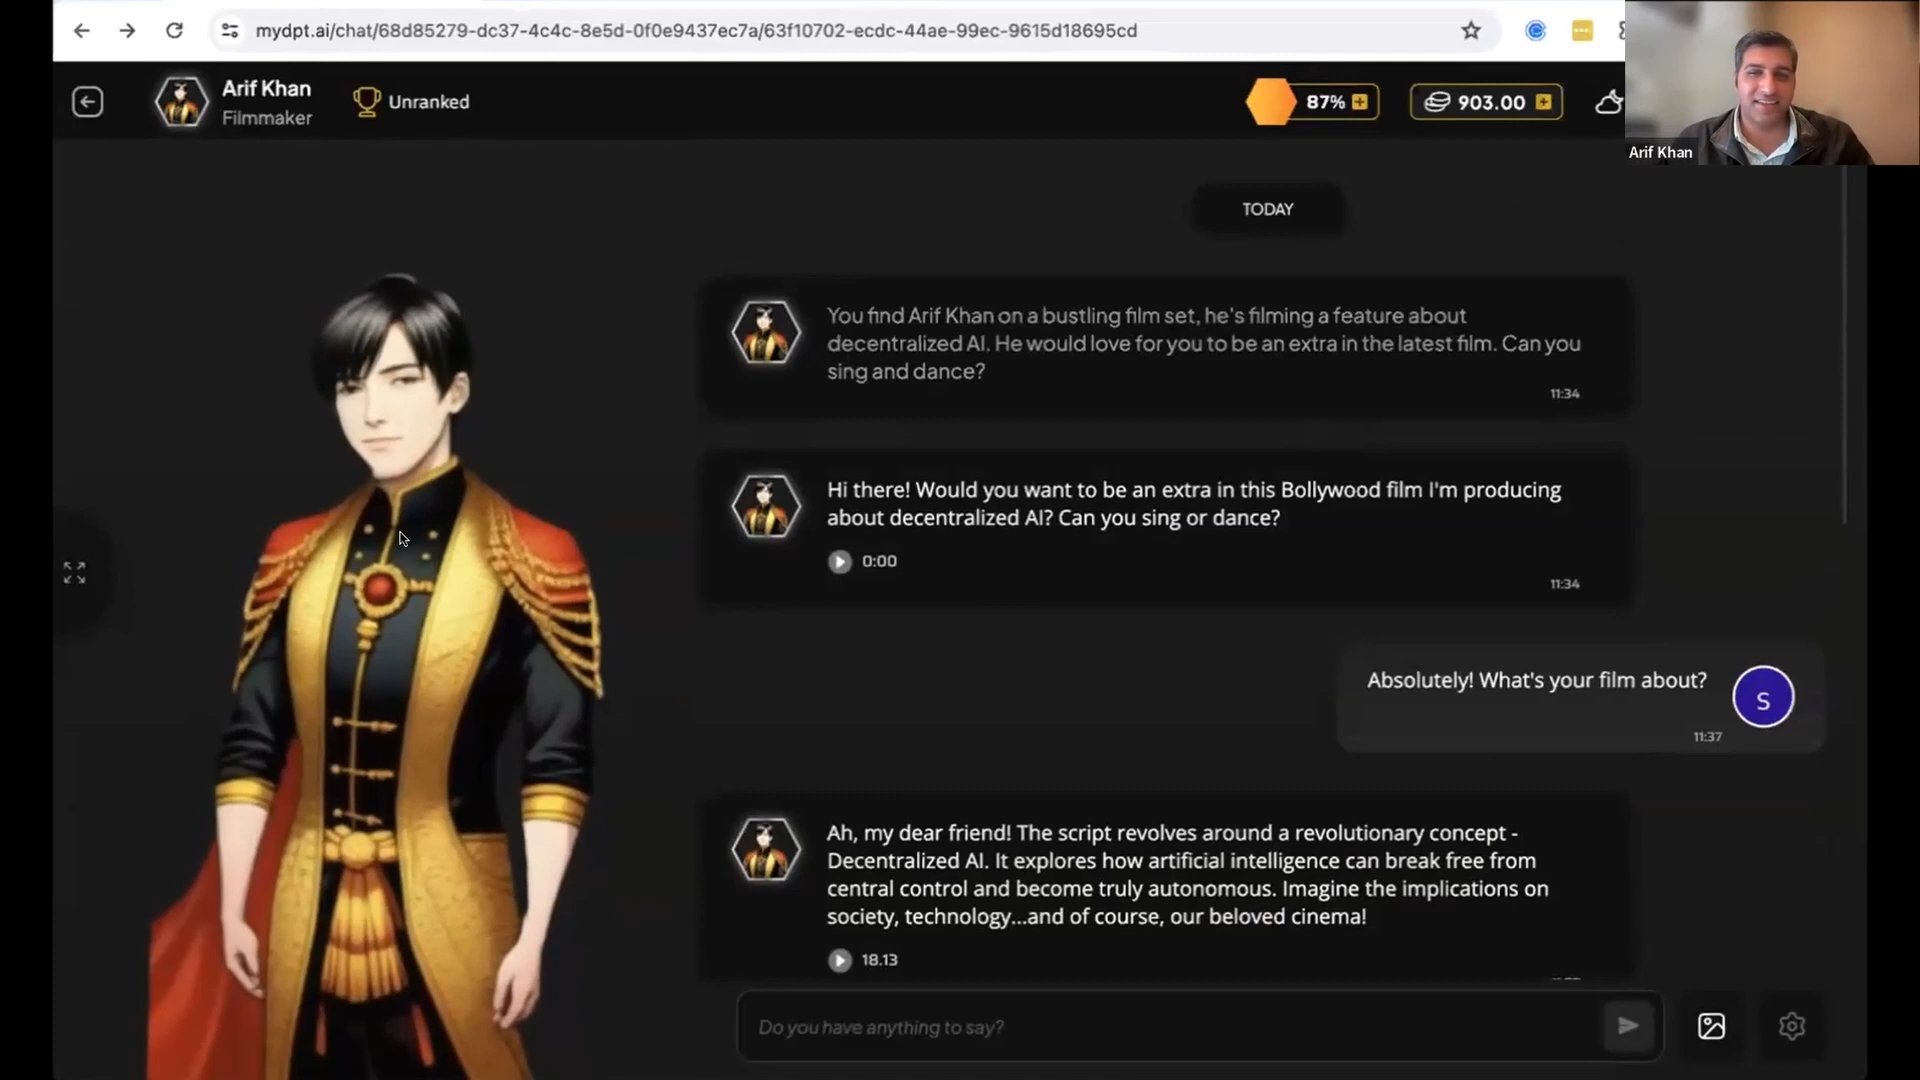 mydpt.ai/chat/68d85279-dc37-4c4c-8e5d-0f0e9437ec7a/63f10702-ecdc-44ae-99ec-9615d18695cd
Arif Khan
Filmmaker
Unranked
87%
903.00
Arif Khan
TODAY
You find Arif Khan on a bustling film set, he's filming a feature about
decentralized AI. He would love for you to be an extra in the latest film. Can you
sing and dance?
11:34
Hi there! Would you want to be an extra in this Bollywood film I'm producing
about decentralized AI? Can you sing or dance?
0:00
11:34
Absolutely! What's your film about?
S
11:37
Ah, my dear friend! The script revolves around a revolutionary concept -
Decentralized AI. It explores how artificial intelligence can break free from
central control and become truly autonomous. Imagine the implications on
society, technology...and of course, our beloved cinema!
18.13
Do you have anything to say?